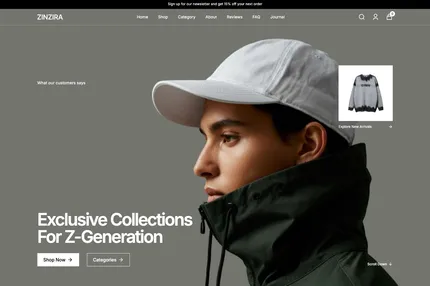 Sign up for our newsletter and get 15% off your next order
ZINZIRA
Home Shop Category About Reviews FAQ Journal
What our customers says
Explore New Arrivals
Exclusive Collections
For Z-Generation
Shop Now
Categories
Scroll Down